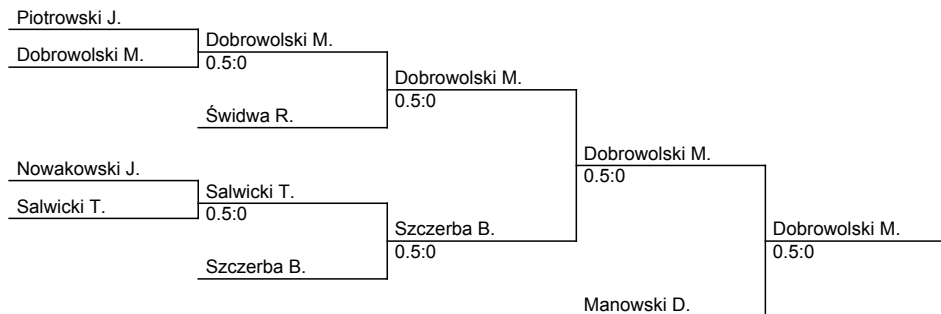 Piotrowski J.
Dobrowolski M.
Dobrowolski M.
0.5:0
Świdwa R.
Dobrowolski M.
0.5:0
Nowakowski J.
Salwicki T.
Salwicki T.
0.5:0
Szczerba B.
Szczerba B.
0.5:0
Dobrowolski M.
0.5:0
Manowski D.
Dobrowolski M.
0.5:0